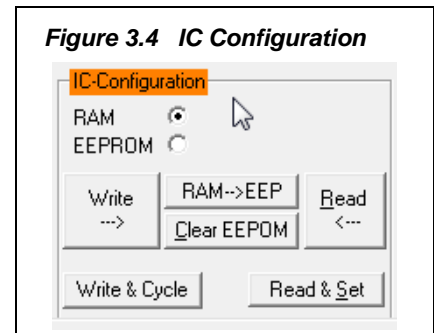 Figure 3.4 IC Configuration
IC-Configuration
RAM
EEPROM
Write
--->
RAM-->EEP
Clear EEPOM
Read
<---
Write & Cycle
Read & Set